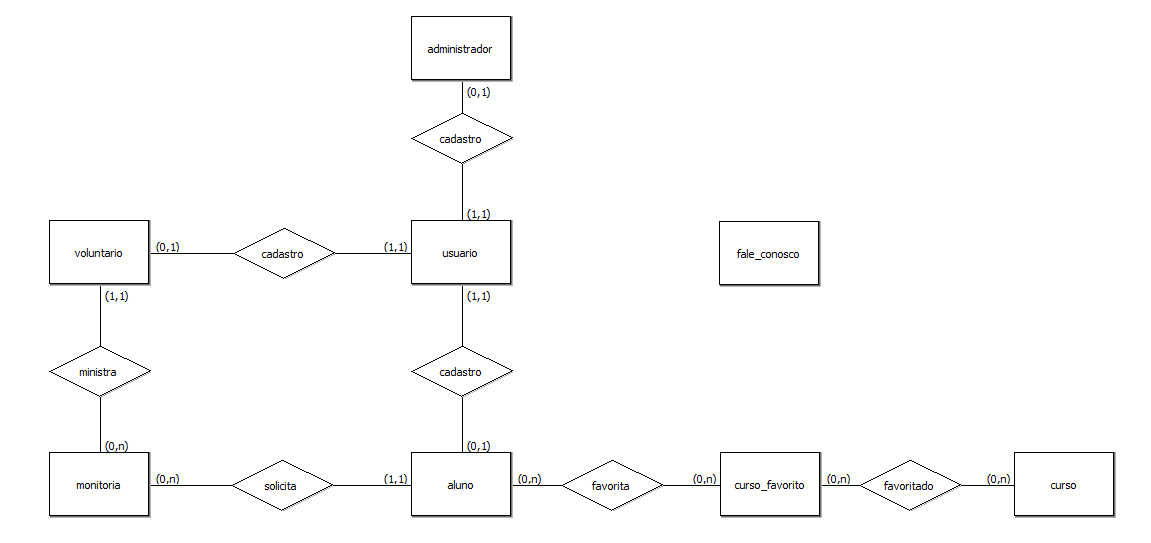 administrador
(0,1)
cadastro
(1,1)
voluntario
(0,1)
cadastro
(1,1)
usuario
fale_conosco
(1,1)
(1,1)
ministra
cadastro
(0,n)
(0,1)
monitoria
(0,n)
solicita
(1,1)
aluno
(0,n)
favorita
(0,n)
curso_favorito
(0,n)
favoritado
(0,n)
curso